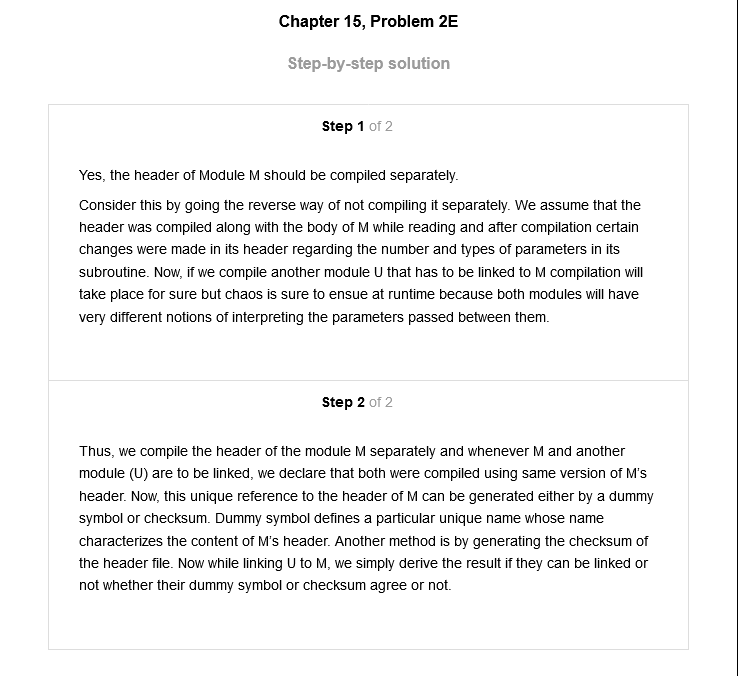 Chapter 15, Problem 2E
Step-by-step solution
Step 1 of 2
Yes, the header of Module M should be compiled separately.
Consider this by going the reverse way of not compiling it separately. We assume that the
header was compiled along with the body of M while reading and after compilation certain
changes were made in its header regarding the number and types of parameters in its
subroutine. Now, if we compile another module U that has to be linked to M compilation will
take place for sure but chaos is sure to ensue at runtime because both modules will have
very different notions of interpreting the parameters passed between them.
Step 2 of 2
Thus, we compile the header of the module M separately and whenever M and another
module (U) are to be linked, we declare that both were compiled using same version of M's
header. Now, this unique reference to the header of M can be generated either by a dummy
symbol or checksum. Dummy symbol defines a particular unique name whose name
characterizes the content of M's header. Another method is by generating the checksum of
the header file. Now while linking U to M, we simply derive the result if they can be linked or
not whether their dummy symbol or checksum agree or not.